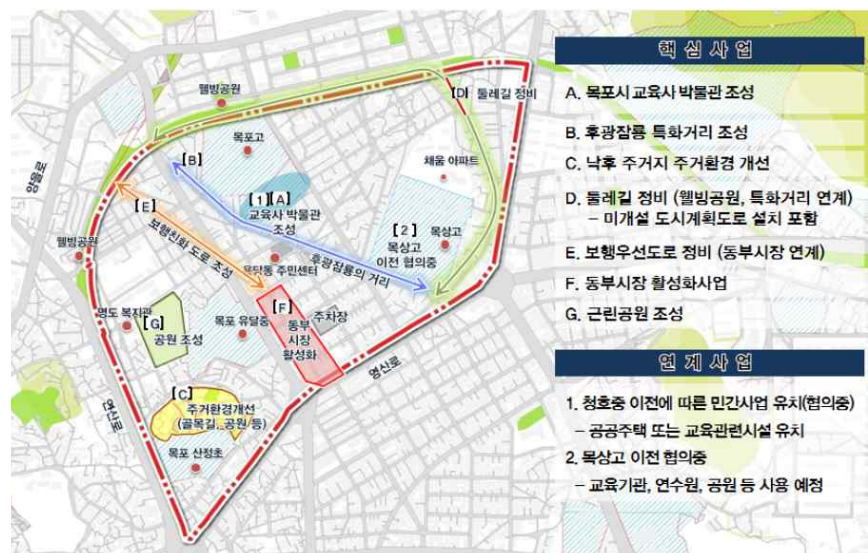 핵심사업
A. 목포시 교육사 박물관 조성
B. 후광잠룡 특화거리 조성
C. 낙후 주거지 주거환경 개선
D. 둘레길 정비 (웰빙공원, 특화거리 연계)
– 미개설 도시계획도로 설치 포함
E. 보행우선도로 정비 (동부시장 연계)
F. 동부시장 활성화사업
G. 근린공원 조성
연계사업
1. 청호중 이전에 따른 민간사업 유치(협의중)
– 공공주택 또는 교육관련시설 유치
2. 목상고 이전 협의중
– 교육기관, 연수원, 공원 등 사용 예정
【D】 둘레길 정비
웰빙공원
목포고
【B】
채움 아파트
양을로
【1】【A】
교육사 박물관
조성
【E】
보행친화 도로 조성
【2】
목상고
이전 협의중
목상고
웰빙공원
용당동 주민센터
후광잠룡의 거리
명도 복지관
【G】
공원 조성
목포 유달중
【F】
동부
시장
활성화
주차장
영산로
연산로
【C】
주거환경개선
(골목길, 공원 등)
목포 산정초